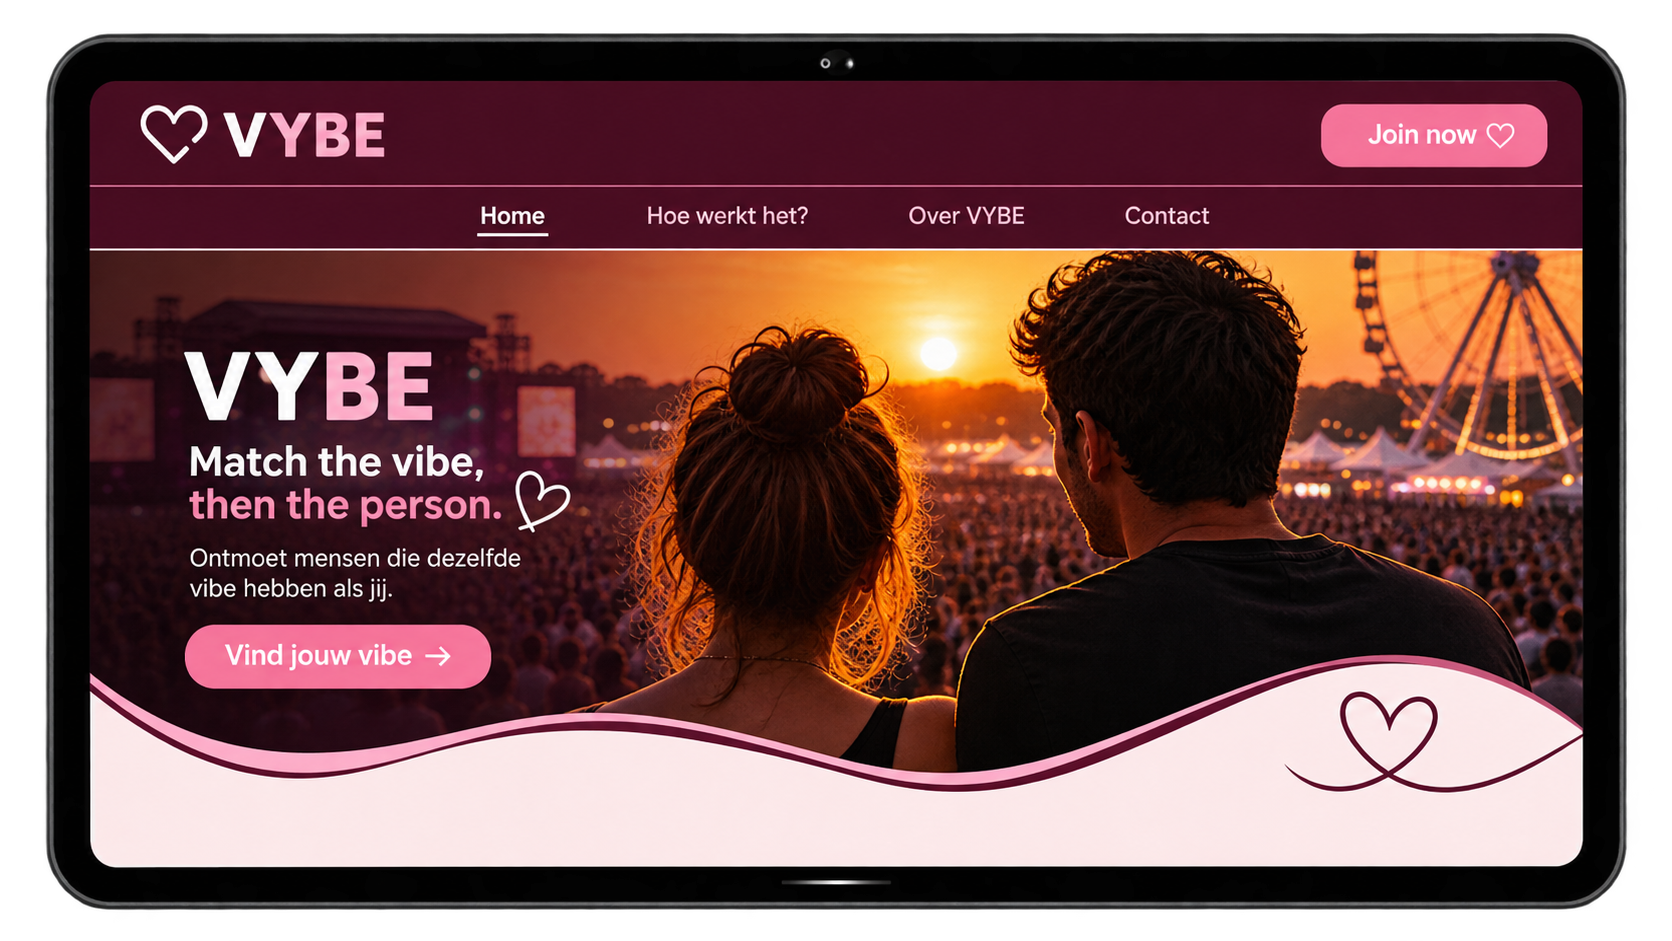 VYBE
Join now
Home
Hoe werkt het?
Over VYBE
Contact
VYBE
Match the vibe,
then the person.
Ontmoet mensen die dezelfde
vibe hebben als jij.
Vind jouw vibe →